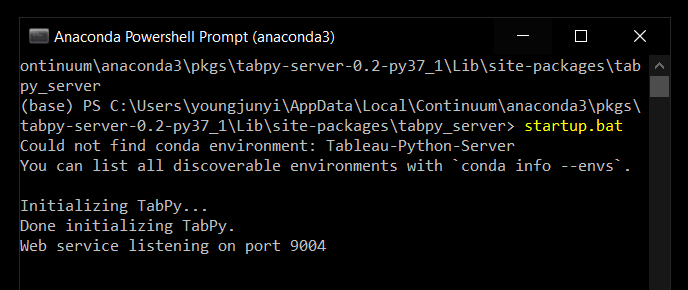 Anaconda Powershell Prompt (anaconda3)
ontinuum\anaconda3\pkgs\tabpy-server-0.2-py37_1\Lib\site-packages\tab
py_server
(base) PS C:\Users\youngjunyi\AppData\Local\Continuum\anaconda3\pkgs\
tabpy-server-0.2-py37_1\Lib\site-packages\tabpy_server> startup.bat
Could not find conda environment: Tableau-Python-Server
You can list all discoverable environments with `conda info --envs`.
Initializing TabPy...
Done initializing TabPy.
Web service listening on port 9004